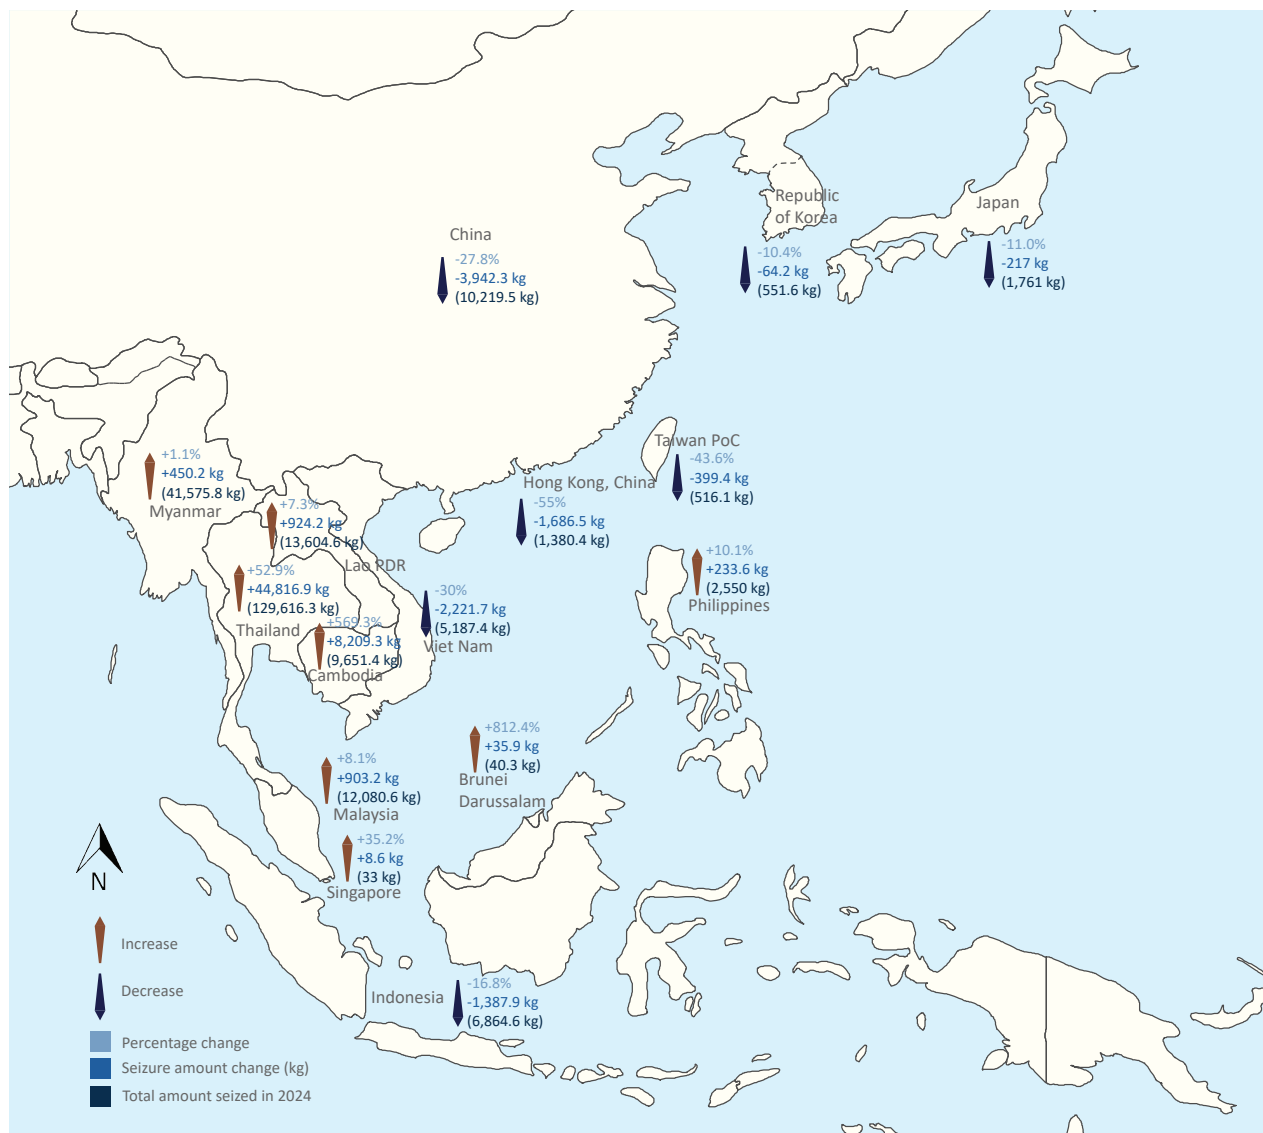 Republic
of Korea
-10.4%
-64.2 kg
(551.6 kg)
Japan
-11.0%
-217 kg
(1,761 kg)
China
-27.8%
-3,942.3 kg
(10,219.5 kg)
Taiwan PoC
-43.6%
-399.4 kg
(516.1 kg)
Hong Kong, China
-55%
-1,686.5 kg
(1,380.4 kg)
+1.1%
+450.2 kg
(41,575.8 kg)
Myanmar
+7.3%
+924.2 kg
(13,604.6 kg)
Lao PDR
+52.9%
+44,816.9 kg
(129,616.3 kg)
Thailand
-30%
-2,221.7 kg
(5,187.4 kg)
Viet Nam
+10.1%
+233.6 kg
(2,550 kg)
Philippines
+569.3%
+8,209.3 kg
(9,651.4 kg)
Cambodia
+812.4%
+35.9 kg
(40.3 kg)
Brunei
Darussalam
+8.1%
+903.2 kg
(12,080.6 kg)
Malaysia
+35.2%
+8.6 kg
(33 kg)
Singapore
Indonesia
-16.8%
-1,387.9 kg
(6,864.6 kg)
N
Increase
Decrease
Percentage change
Seizure amount change (kg)
Total amount seized in 2024